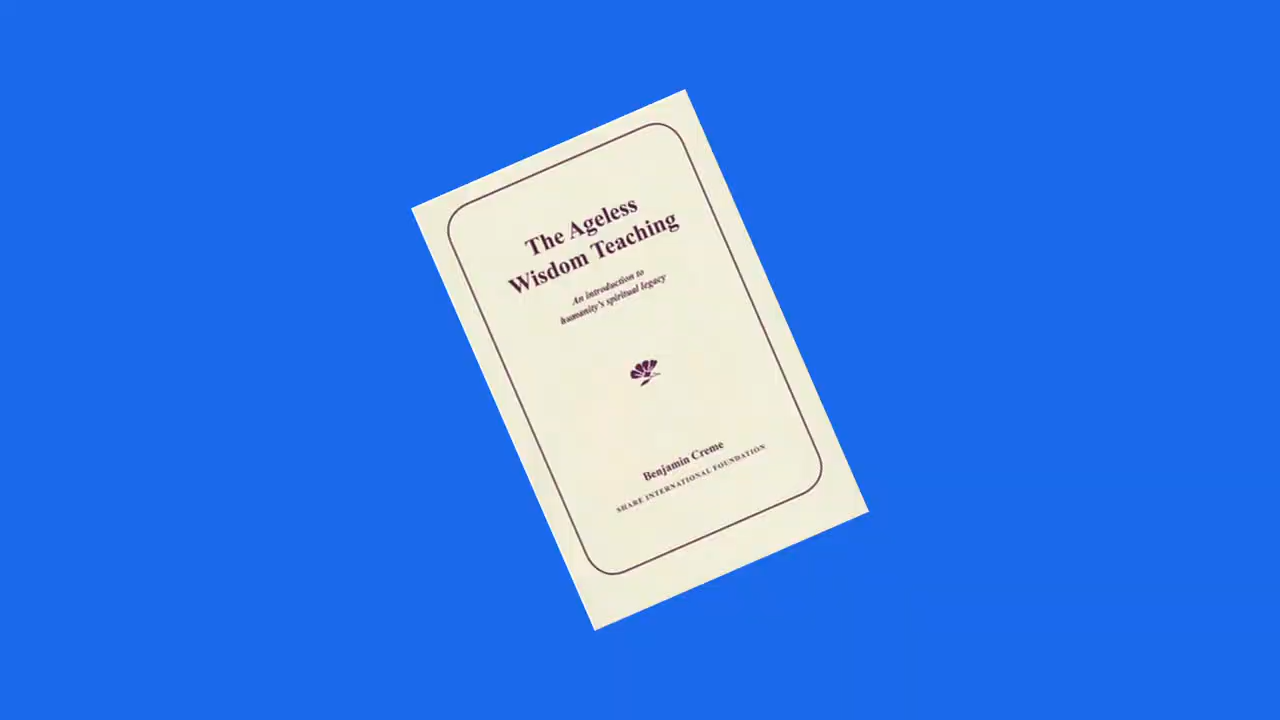 The Ageless
Wisdom Teaching
An introduction to
humanity's spiritual legacy
Benjamin Creme
SHARE INTERNATIONAL FOUNDATION